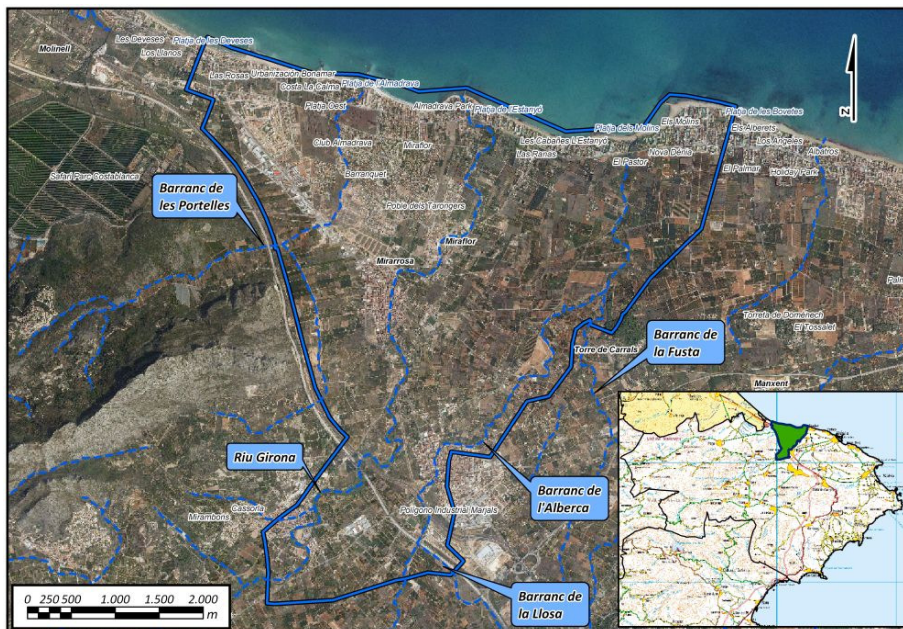 Molinell
Les Deveses
Los Llanos
Platja de les Deveses
Las Rosas
Urbanización Bonamar
Costa La Calma
Platja de l'Almadrava
Platja Oest
Almadrava Park
Platja de l'Estanyó
Club Almadrava
Miraflor
Barranquet
Les Cabañes L'Estanyo
Las Ranas
Platja dels Molins
Els Molins
El Pastor
Nova Dénia
Platja de les Bovetes
Els Alberets
Los Angeles
Albatros
El Palmar
Holiday Park
N
Safari Parc Costablanca
Barranc de
les Portelles
Poble dels Tarongers
Miraflor
Mirarrosa
Torreta de Domènech
El Tossalet
Torre de Carrals
Barranc de
la Fusta
Manxent
Riu Girona
Barranc de
l'Alberca
Cassoria
Mirambons
Polígono Industrial Marjals
Barranc de
la Llosa
0 250 500 1.000 1.500 2.000
m